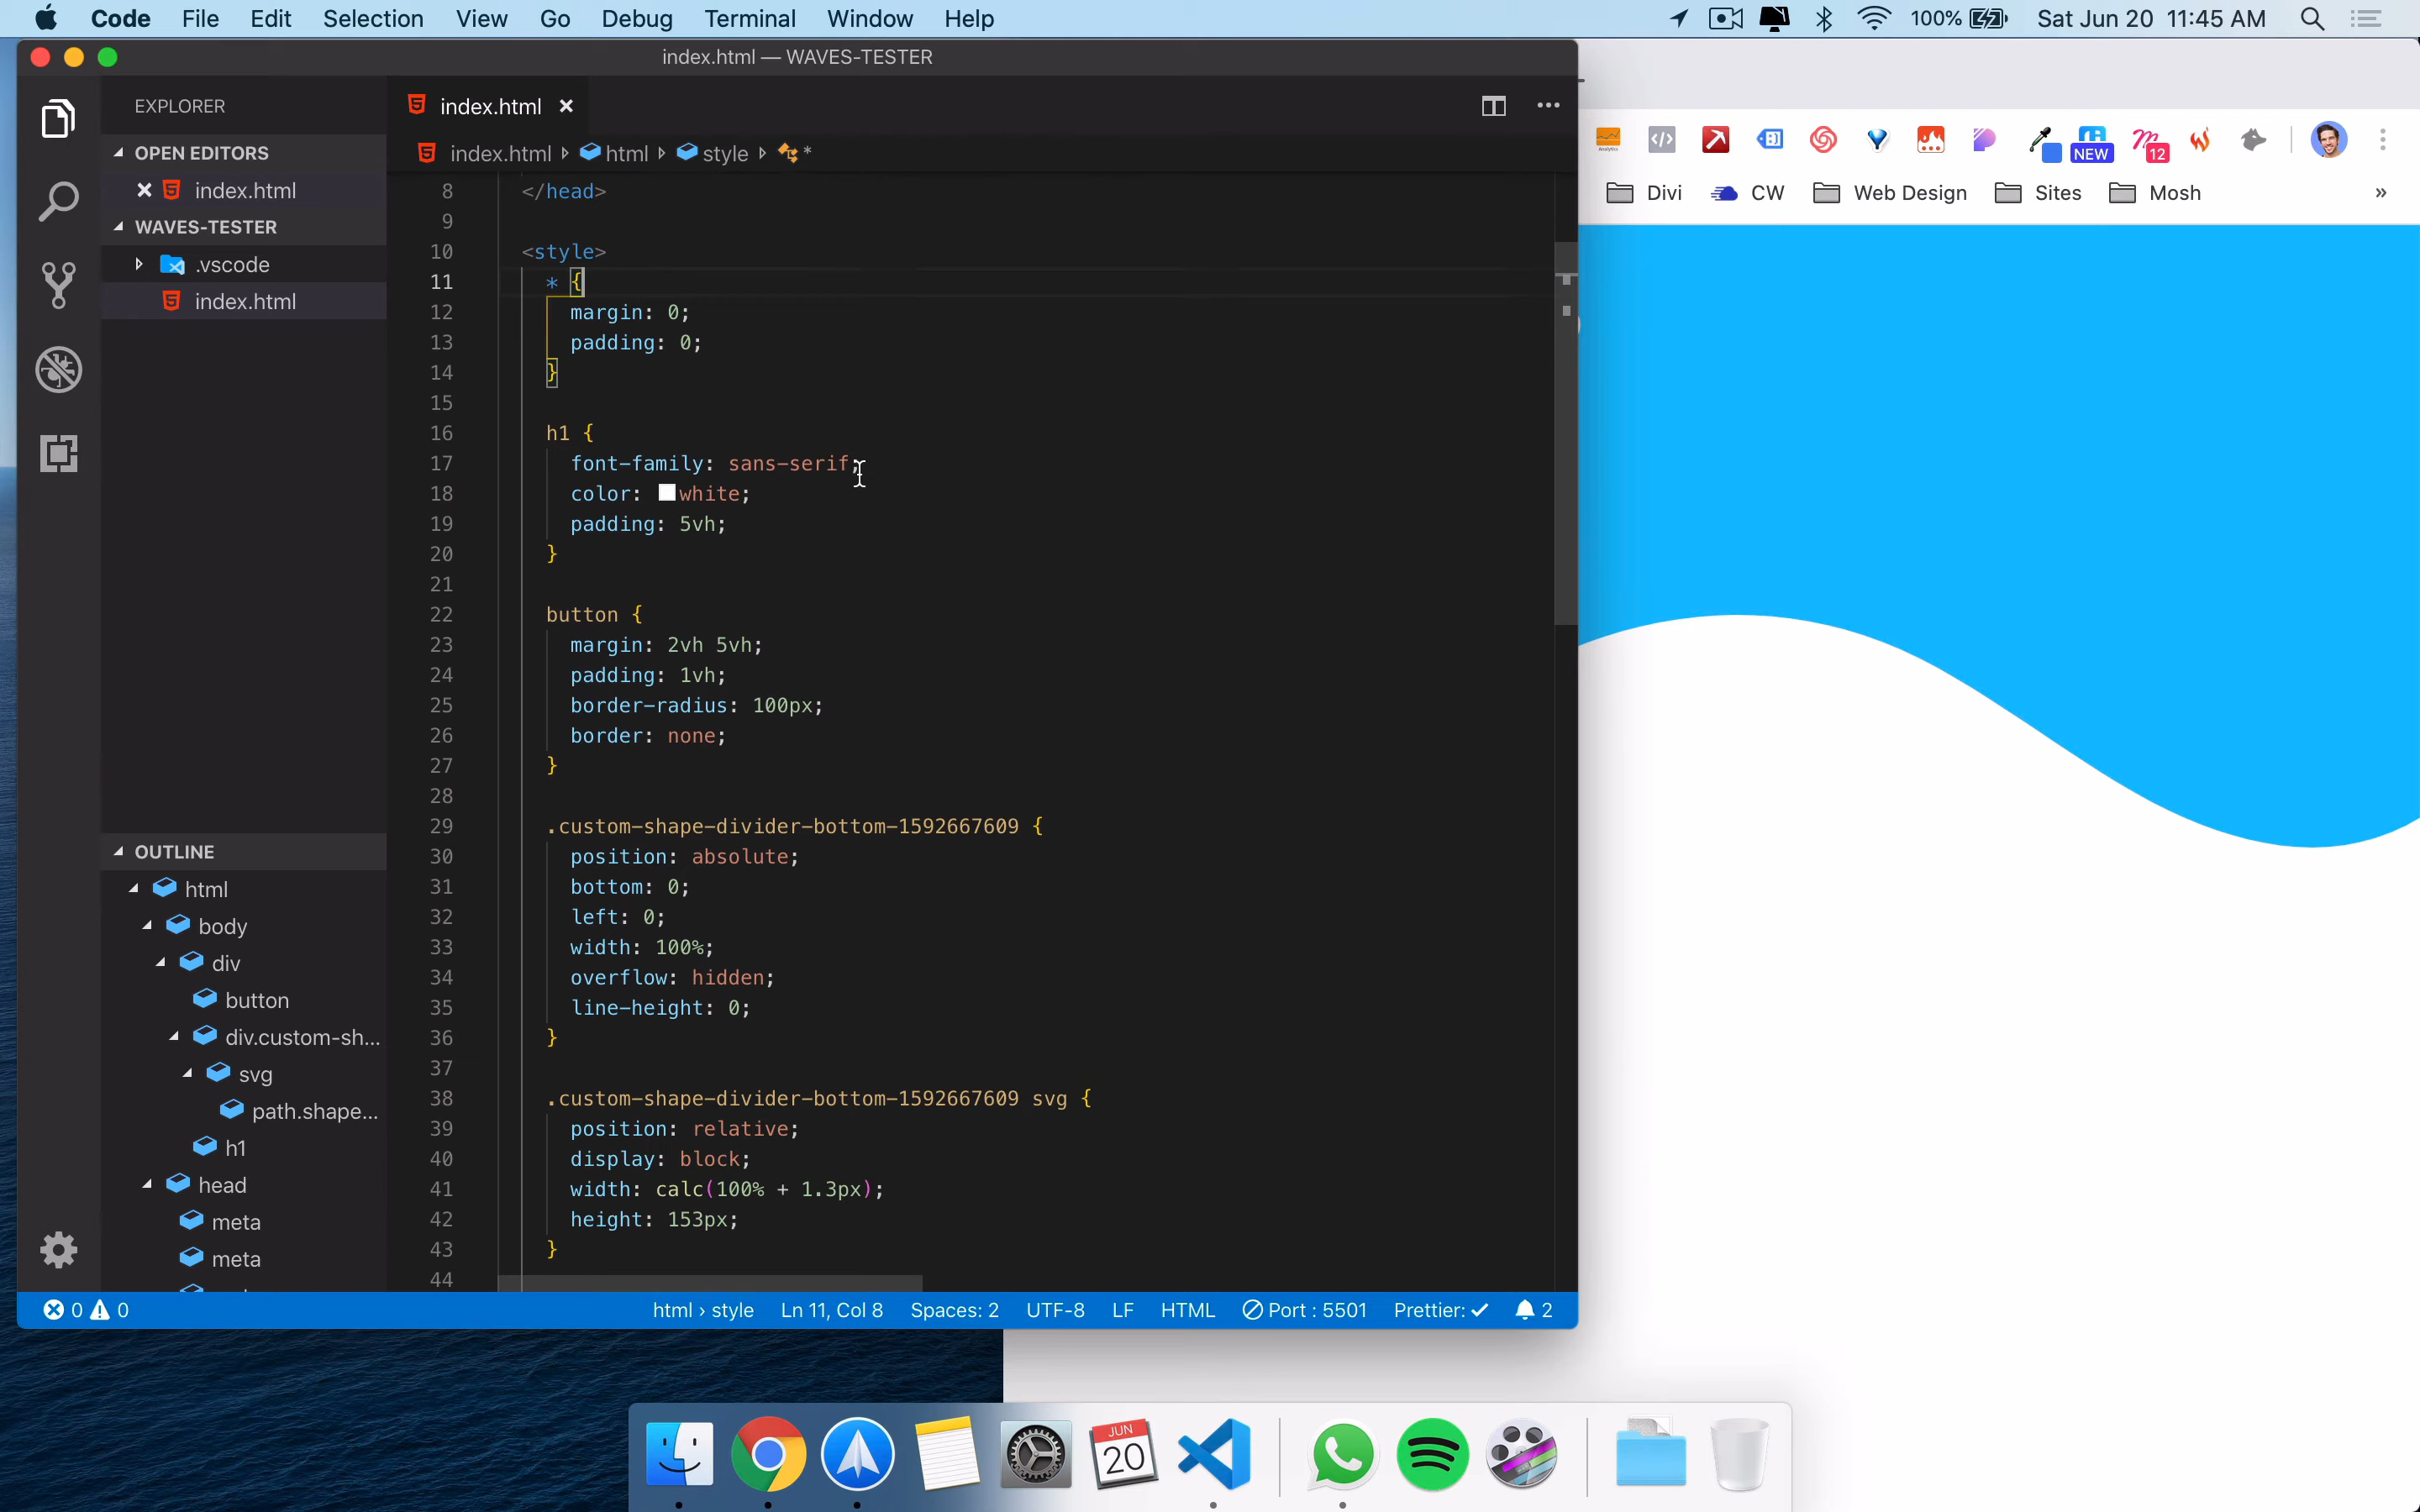 Code File Edit Selection View Go Debug Terminal Window Help
100% Sat Jun 20 11:45 AM
index.html — WAVES-TESTER
EXPLORER
OPEN EDITORS
index.html
WAVES-TESTER
.vscode
index.html
OUTLINE
html
body
div
button
div.custom-sh...
svg
path.shape...
h1
head
meta
meta
index.html
index.html html style *
8 </head>
9
10 <style>
11 * {
12 margin: 0;
13 padding: 0;
14 }
15
16 h1 {
17 font-family: sans-serif;
18 color: white;
19 padding: 5vh;
20 }
21
22 button {
23 margin: 2vh 5vh;
24 padding: 1vh;
25 border-radius: 100px;
26 border: none;
27 }
28
29 .custom-shape-divider-bottom-1592667609 {
30 position: absolute;
31 bottom: 0;
32 left: 0;
33 width: 100%;
34 overflow: hidden;
35 line-height: 0;
36 }
37
38 .custom-shape-divider-bottom-1592667609 svg {
39 position: relative;
40 display: block;
41 width: calc(100% + 1.3px);
42 height: 153px;
43 }
44
0 0 html › style Ln 11, Col 8 Spaces: 2 UTF-8 LF HTML Port : 5501 Prettier: ✓ 2
NEW 12
Divi CW Web Design Sites Mosh »
JUN
20